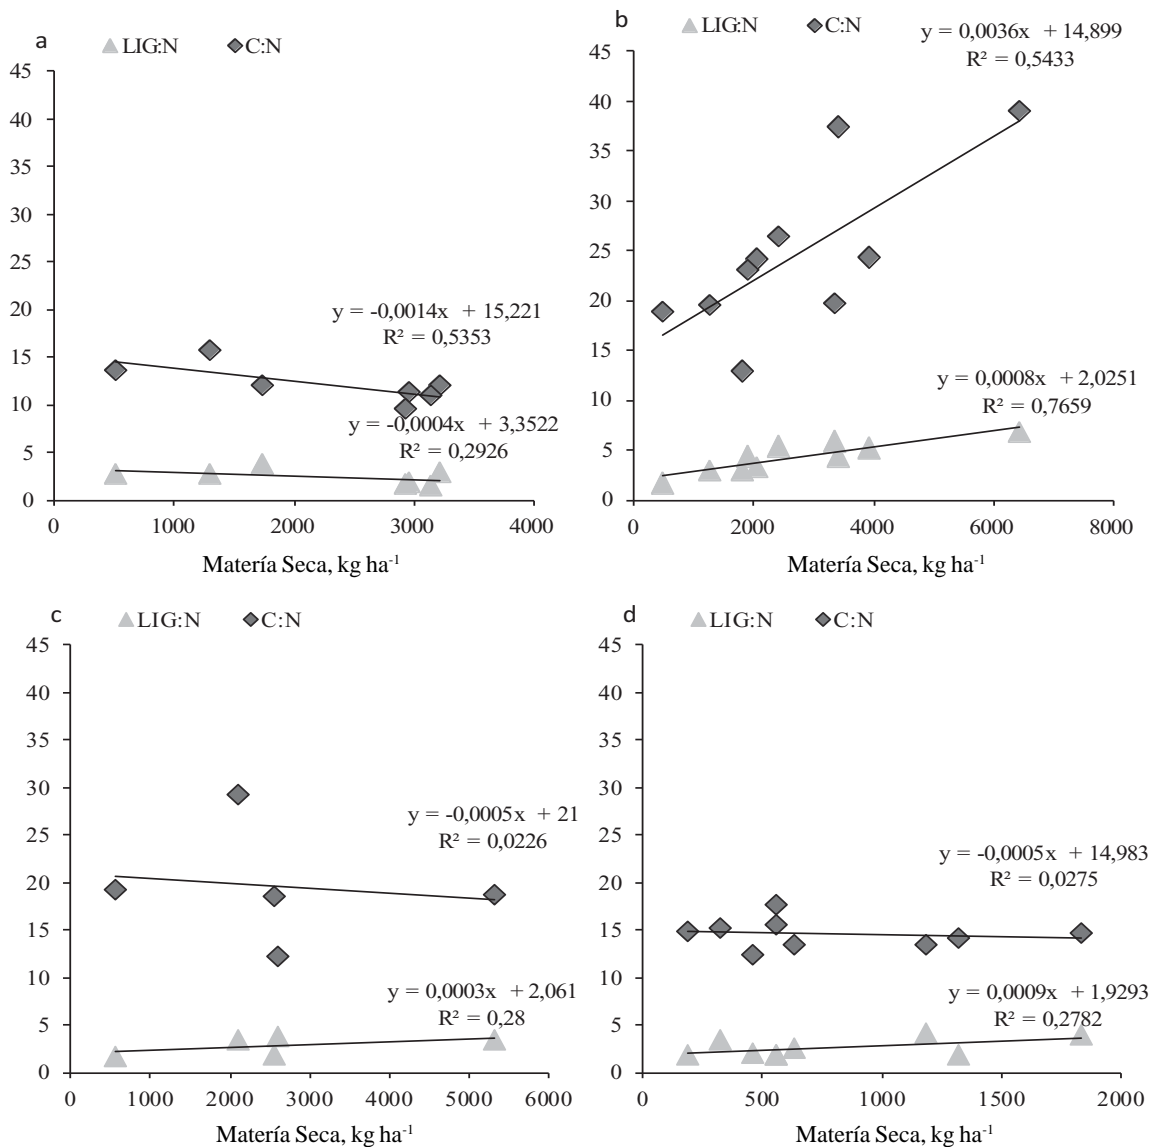 a
LIG:N C:N
45
40
35
30
25
20
15
10
5
0
y = -0,0014x + 15,221
R² = 0,5353
y = -0,0004x + 3,3522
R² = 0,2926
0 1000 2000 3000 4000
Matería Seca, kg ha⁻¹
b
LIG:N C:N
y = 0,0036x + 14,899
R² = 0,5433
45
40
35
30
25
20
15
10
5
0
y = 0,0008x + 2,0251
R² = 0,7659
0 2000 4000 6000 8000
Matería Seca, kg ha⁻¹
c
LIG:N C:N
45
40
35
30
25
20
15
10
5
0
y = -0,0005x + 21
R² = 0,0226
y = 0,0003x + 2,061
R² = 0,28
0 1000 2000 3000 4000 5000 6000
Matería Seca, kg ha⁻¹
d
LIG:N C:N
45
40
35
30
25
20
15
10
5
0
y = -0,0005x + 14,983
R² = 0,0275
y = 0,0009x + 1,9293
R² = 0,2782
0 500 1000 1500 2000
Matería Seca, kg ha⁻¹